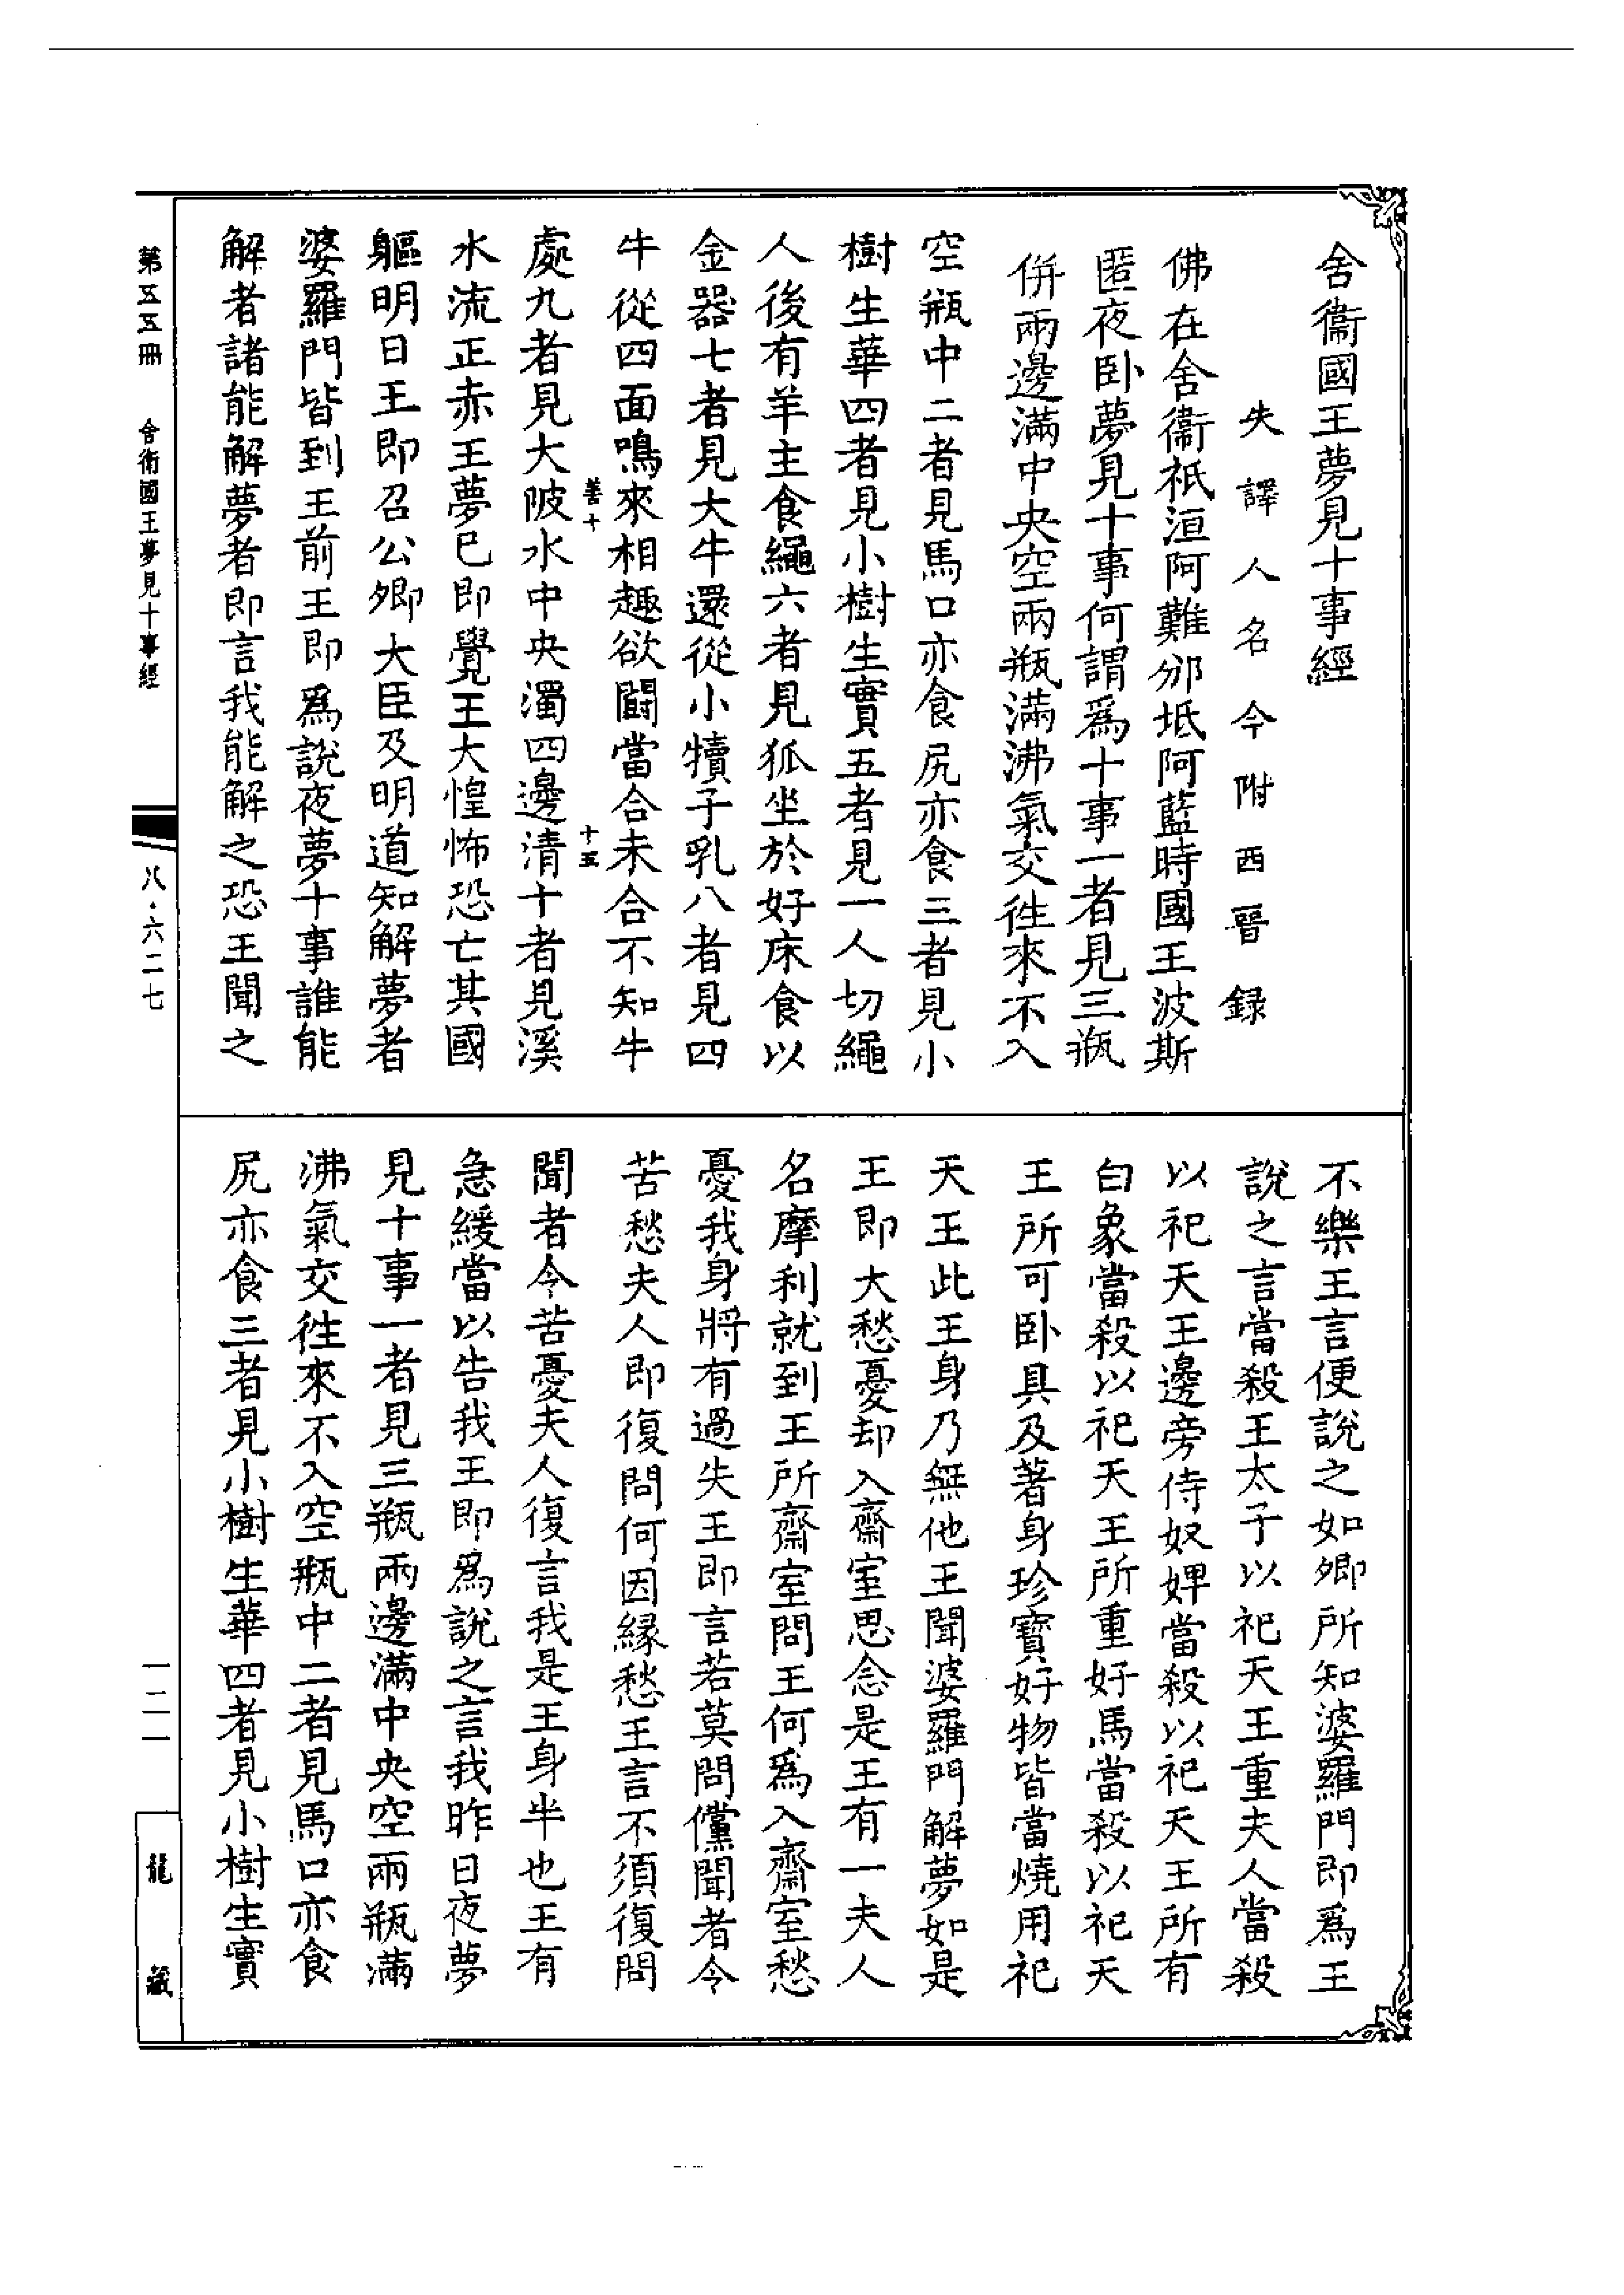 舍衞國王夢見十事經
失譯人名今附西晉錄
佛在舍衞祇洹阿難邠坻阿藍時國王波斯
匿夜卧夢見十事何謂爲十事一者見三瓶
併兩邊滿中央空兩瓶滿沸氣交徃來不入
空瓶中二者見馬口亦食尻亦食三者見小
樹生華四者見小樹生實五者見一人切繩
人後有羊主食繩六者見狐坐於好床食以
金器七者見大牛還從小犢子乳八者見四
牛從四面鳴來相趣欲鬪當合未合不知牛
善十
十五
處九者見大陂水中央濁四邊清十者見溪
水流正赤王夢已即覺王大惶怖恐亡其國
軀明日王即召公卿大臣及明道知解夢者
婆羅門皆到王前王即爲說夜夢十事誰能
解者諸能解夢者即言我能解之恐王聞之
不樂王言便說之如卿所知婆羅門即爲王
說之言當殺王太子以祀天王重夫人當殺
以祀天王邊旁侍奴婢當殺以祀天王所有
白象當殺以祀天王所重好馬當殺以祀天
王所可卧具及著身珍寶好物皆當燒用祀
天王此王身乃無他王聞婆羅門解夢如是
王即大愁憂却入齋室思念是王有一夫人
名摩利就到王所齋室問王何爲入齋室愁
憂我身將有過失王即言若莫問儻聞者令
苦愁夫人即復問何因緣愁王言不須復問
聞者令苦憂夫人復言我是王身半也王有
急緩當以告我王即爲說之言我昨日夜夢
見十事一者見三瓶兩邊滿中央空兩瓶滿
沸氣交徃來不入空瓶中二者見馬口亦食
尻亦食三者見小樹生華四者見小樹生實
第五五冊
舍衞國王夢見十事經
八·六二七
一二一
龍藏